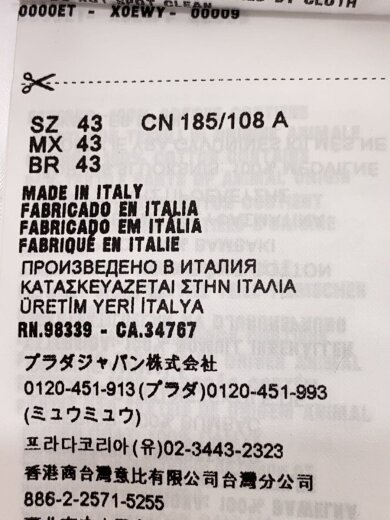 0000ET - X0EWY- 00009
SZ 43 CN 185/108 A
MX 43
BR 43
MADE IN ITALY
FABRICADO EN ITALIA
FABRICADO EM ITÁLIA
FABRIQUÉ EN ITALIE
ПРОИЗВЕДЕНО В ИТАЛИЯ
ΚΑΤΑΣΚΕΥΑΖΕΤΑΙ ΣΤΗΝ ΙΤΑΛΙΑ
ÜRETİM YERİ İTALYA
RN.98339 - CA.34767
プラダジャパン株式会社
0120-451-913(プラダ)0120-451-993
(ミュウミュウ)
프라다코리아(유)02-3443-2323
香港商台灣意比有限公司台灣分公司
886-2-2571-5255